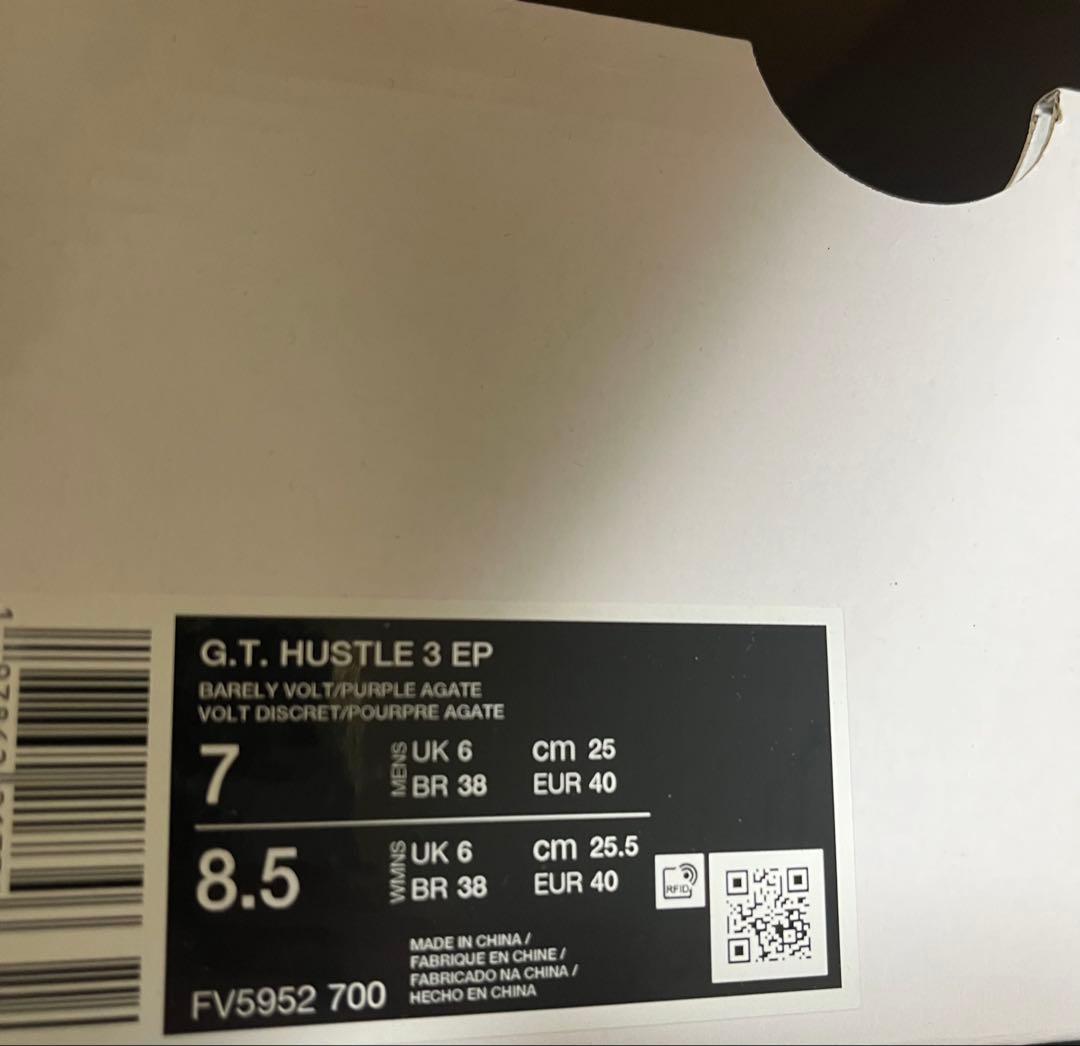 G.T. HUSTLE 3 EP
BARELY VOLT/PURPLE AGATE
VOLT DISCRET/POURPRE AGATE
7
MENS
UK 6
cm 25
BR 38
EUR 40
8.5
WMNS
UK 6
cm 25.5
BR 38
EUR 40
RFID
MADE IN CHINA /
FABRIQUE EN CHINE /
FABRICADO NA CHINA /
HECHO EN CHINA
FV5952 700